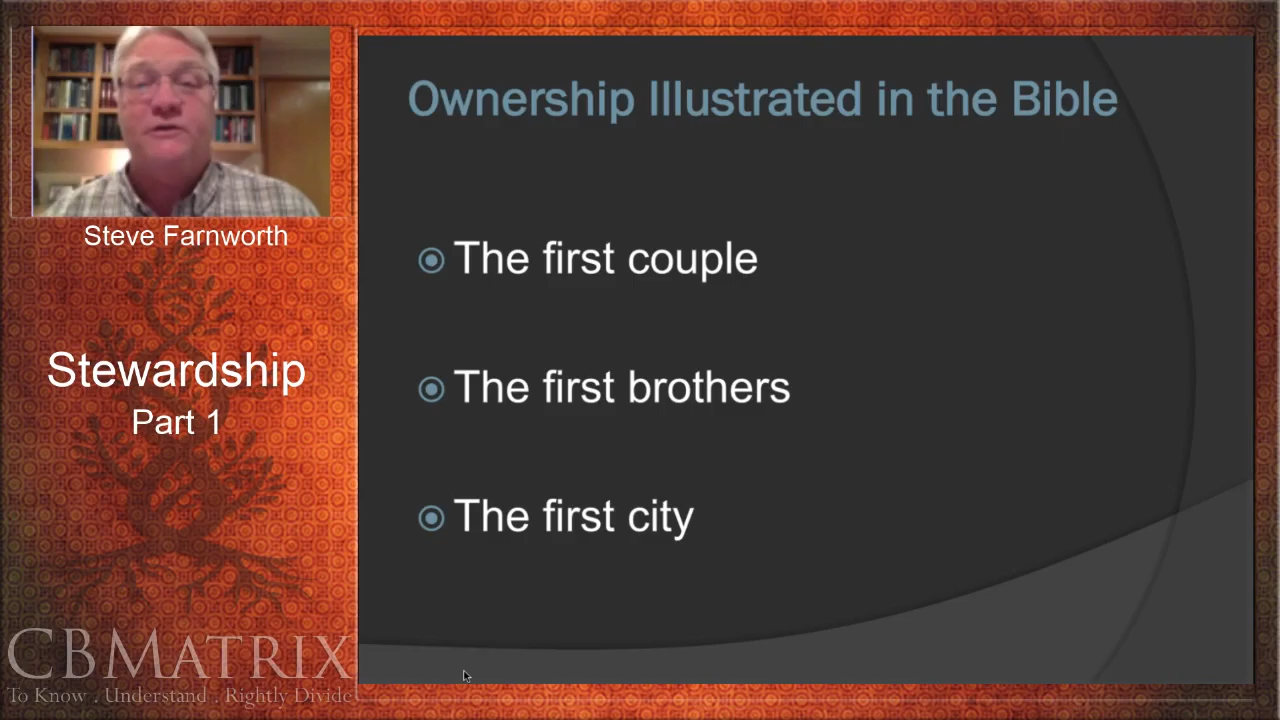 Steve Farnworth
Stewardship
Part 1
CBMATRIX
To Know . Understand . Rightly Divide
Ownership Illustrated in the Bible
The first couple
The first brothers
The first city